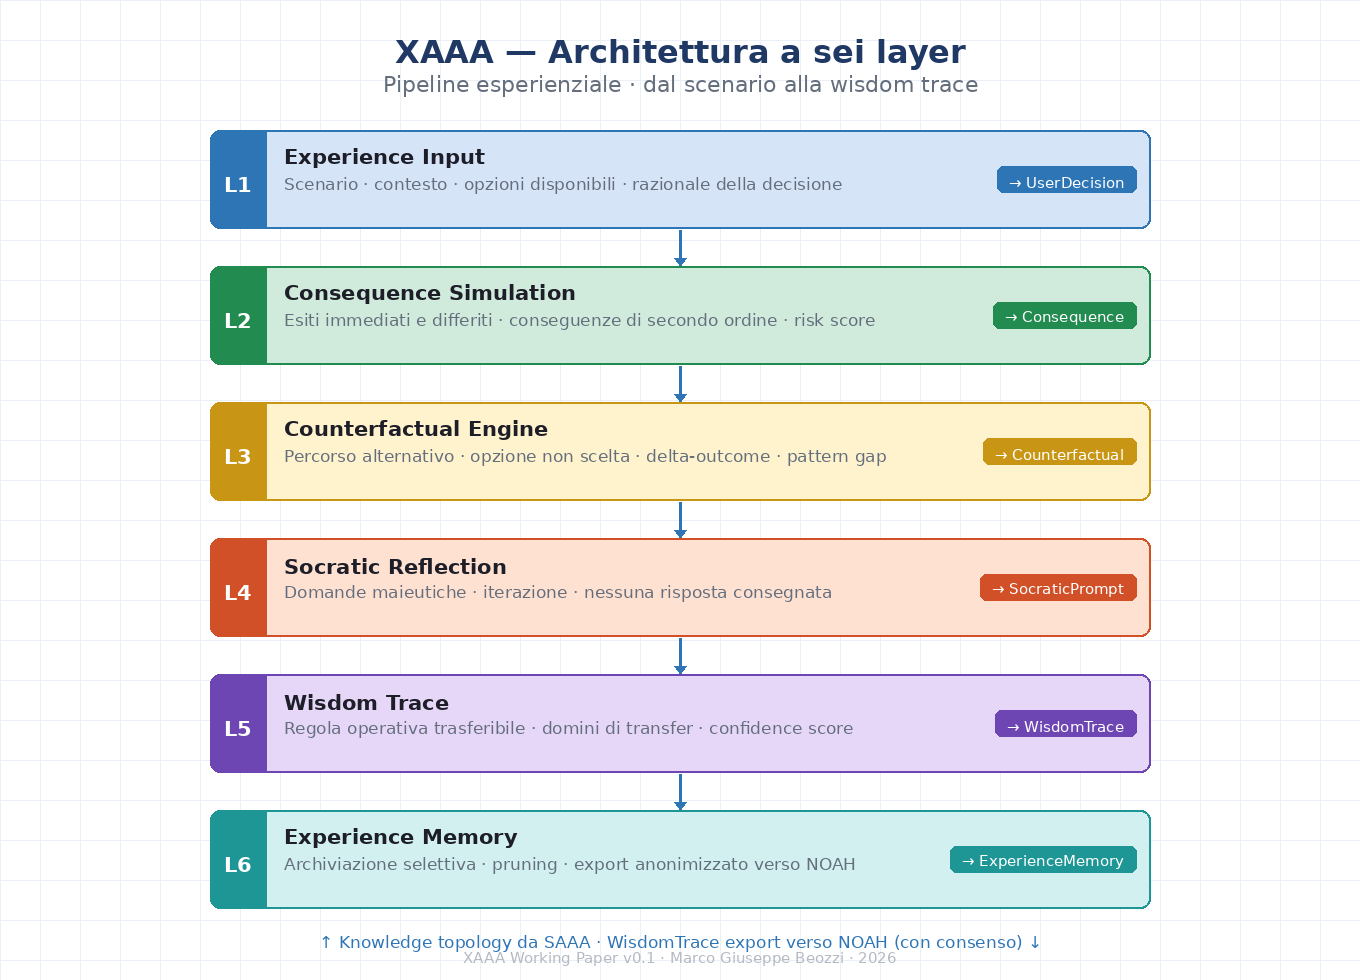 XAAA — Architettura a sei layer
Pipeline esperienziale · dal scenario alla wisdom trace
L1
Experience Input
Scenario · contesto · opzioni disponibili · razionale della decisione
→ UserDecision
L2
Consequence Simulation
Esiti immediati e differiti · conseguenze di secondo ordine · risk score
→ Consequence
L3
Counterfactual Engine
Percorso alternativo · opzione non scelta · delta-outcome · pattern gap
→ Counterfactual
L4
Socratic Reflection
Domande maieutiche · iterazione · nessuna risposta consegnata
→ SocraticPrompt
L5
Wisdom Trace
Regola operativa trasferibile · domini di transfer · confidence score
→ WisdomTrace
L6
Experience Memory
Archiviazione selettiva · pruning · export anonimizzato verso NOAH
→ ExperienceMemory
↑ Knowledge topology da SAAA · WisdomTrace export verso NOAH (con consenso) ↓
XAAA Working Paper v0.1 · Marco Giuseppe Beozzi · 2026